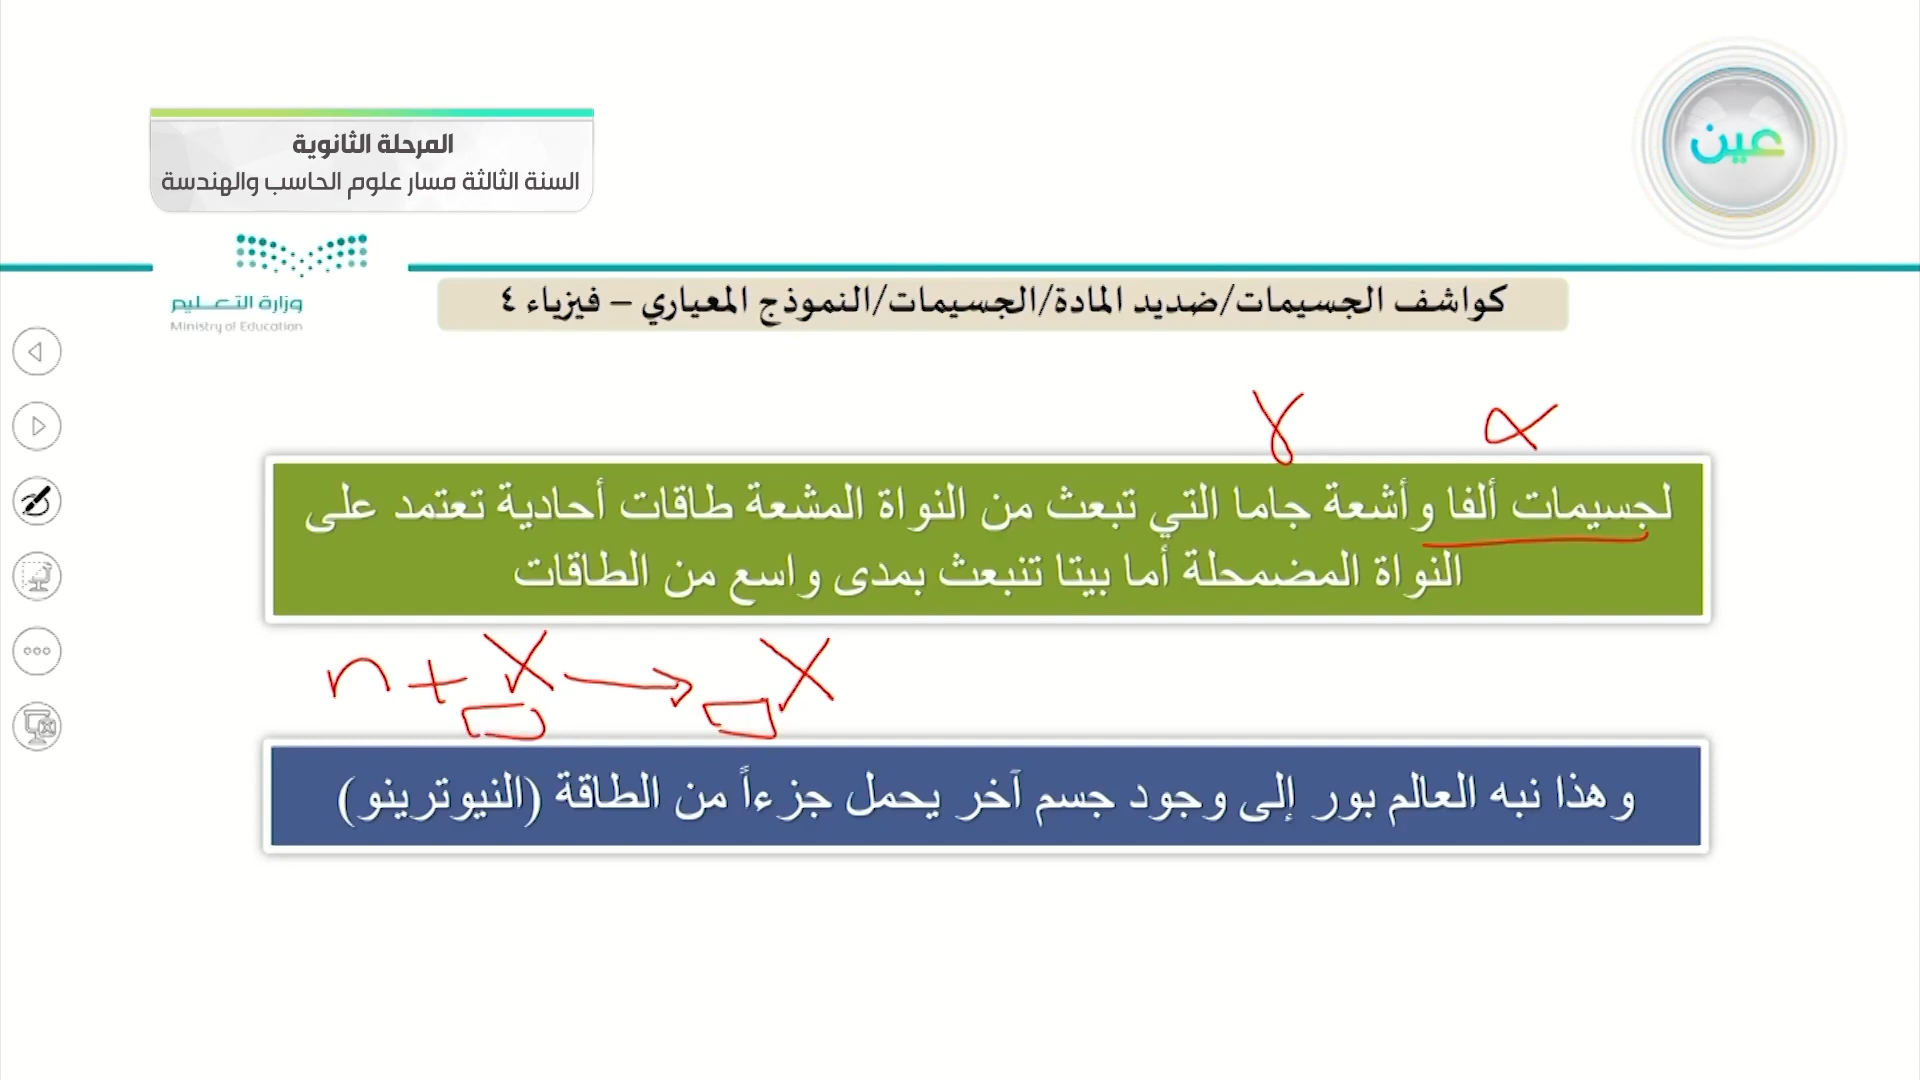 عين
المرحلة الثانوية
السنة الثالثة مسار علوم الحاسب والهندسة
وزارة التعليم
Ministry of Education
كواشف الجسيمات/ضديد المادة/الجسيمات/النموذج المعياري – فيزياء ٤
γ α
لجسيمات ألفا وأشعة جاما التي تبعث من النواة المشعة طاقات أحادية تعتمد على
النواة المضمحلة أما بيتا تنبعث بمدى واسع من الطاقات
n + X → X
وهذا نبه العالم بور إلى وجود جسم آخر يحمل جزءاً من الطاقة (النيوترينو)